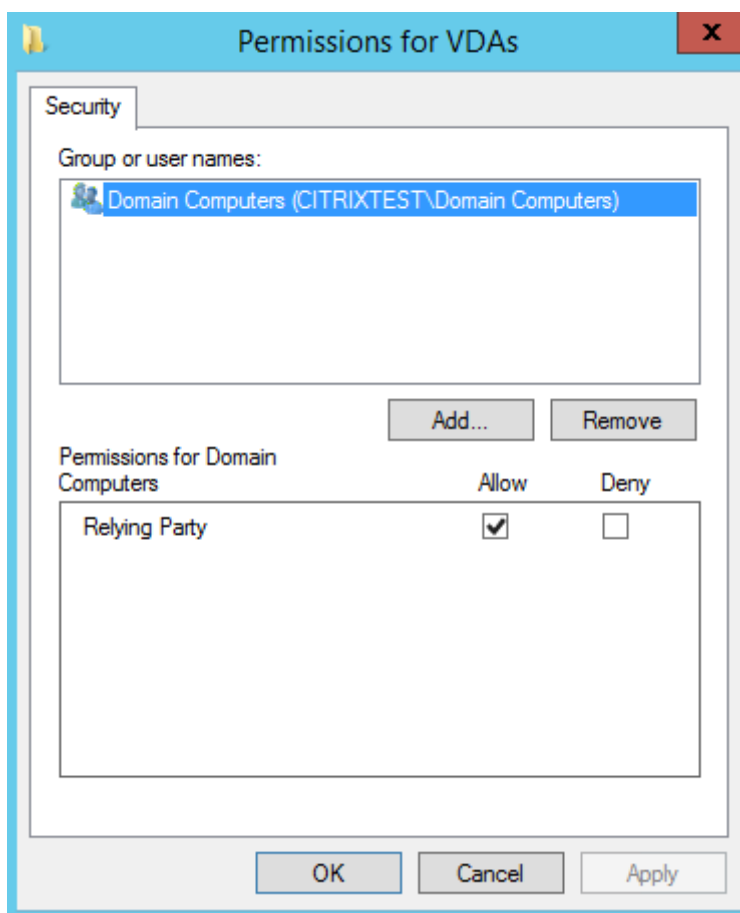 Permissions for VDAs
x
Security
Group or user names:
Domain Computers (CITRIXTEST\Domain Computers)
Add... Remove
Permissions for Domain
Computers Allow Deny
Relying Party
OK Cancel Apply